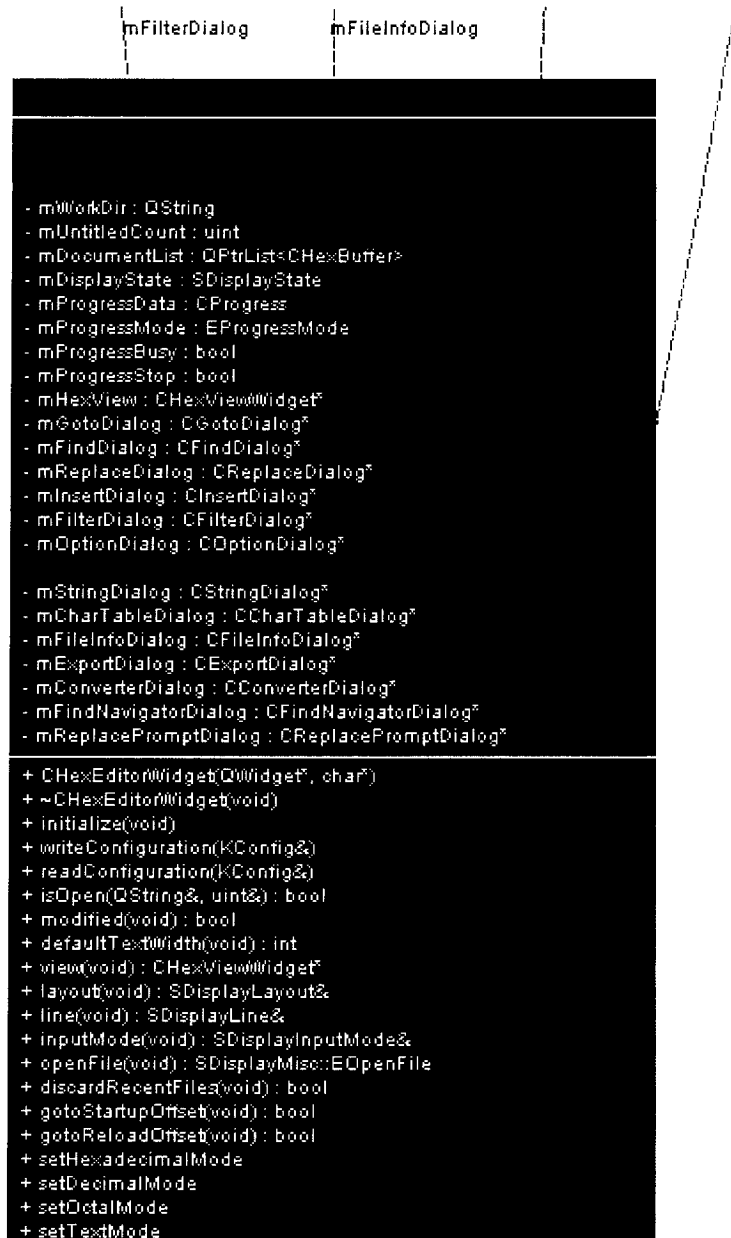 mFilterDialog
mFileInfoDialog
- mWorkDir : QString
- mUntitledCount : uint
- mDocumentList : QPtrList<CHexBuffer>
- mDisplayState : SDisplayState
- mProgressData : CProgress
- mProgressMode : EProgressMode
- mProgressBusy : bool
- mProgressStop : bool
- mHexView : CHexViewWidget*
- mGotoDialog : CGotoDialog*
- mFindDialog : CFindDialog*
- mReplaceDialog : CReplaceDialog*
- mInsertDialog : CInsertDialog*
- mFilterDialog : CFilterDialog*
- mOptionDialog : COptionDialog*
- mStringDialog : CStringDialog*
- mCharTableDialog : CCharTableDialog*
- mFileInfoDialog : CFileInfoDialog*
- mExportDialog : CExportDialog*
- mConverterDialog : CConverterDialog*
- mFindNavigatorDialog : CFindNavigatorDialog*
- mReplacePromptDialog : CReplacePromptDialog*
+ CHexEditorWidget(QWidget*, char*)
+ ~CHexEditorWidget(void)
+ initialize(void)
+ writeConfiguration(KConfig&)
+ readConfiguration(KConfig&)
+ isOpen(QString&, uint&) : bool
+ modified(void) : bool
+ defaultTextWidth(void) : int
+ view(void) : CHexViewWidget*
+ layout(void) : SDisplayLayout&
+ line(void) : SDisplayLine&
+ inputMode(void) : SDisplayInputMode&
+ openFile(void) : SDisplayMisc::EOpenFile
+ discardRecentFiles(void) : bool
+ gotoStartupOffset(void) : bool
+ gotoReloadOffset(void) : bool
+ setHexadecimalMode
+ setDecimalMode
+ setOctalMode
+ setTextMode